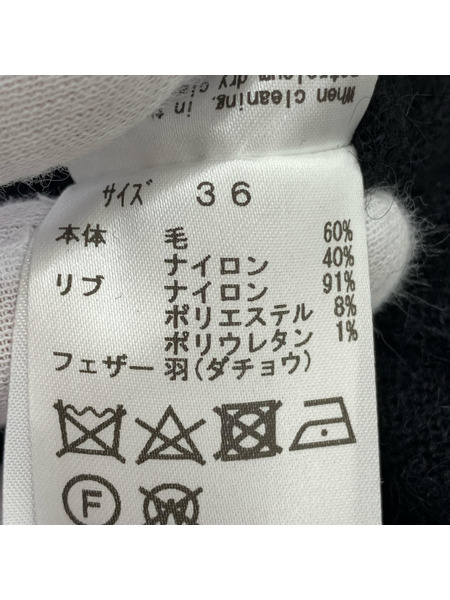 When cleaning,
petroleum dry
サイズ 36
本体 毛 60%
ナイロン 40%
リブ ナイロン 91%
ポリエステル 8%
ポリウレタン 1%
フェザー 羽(ダチョウ)
F
W